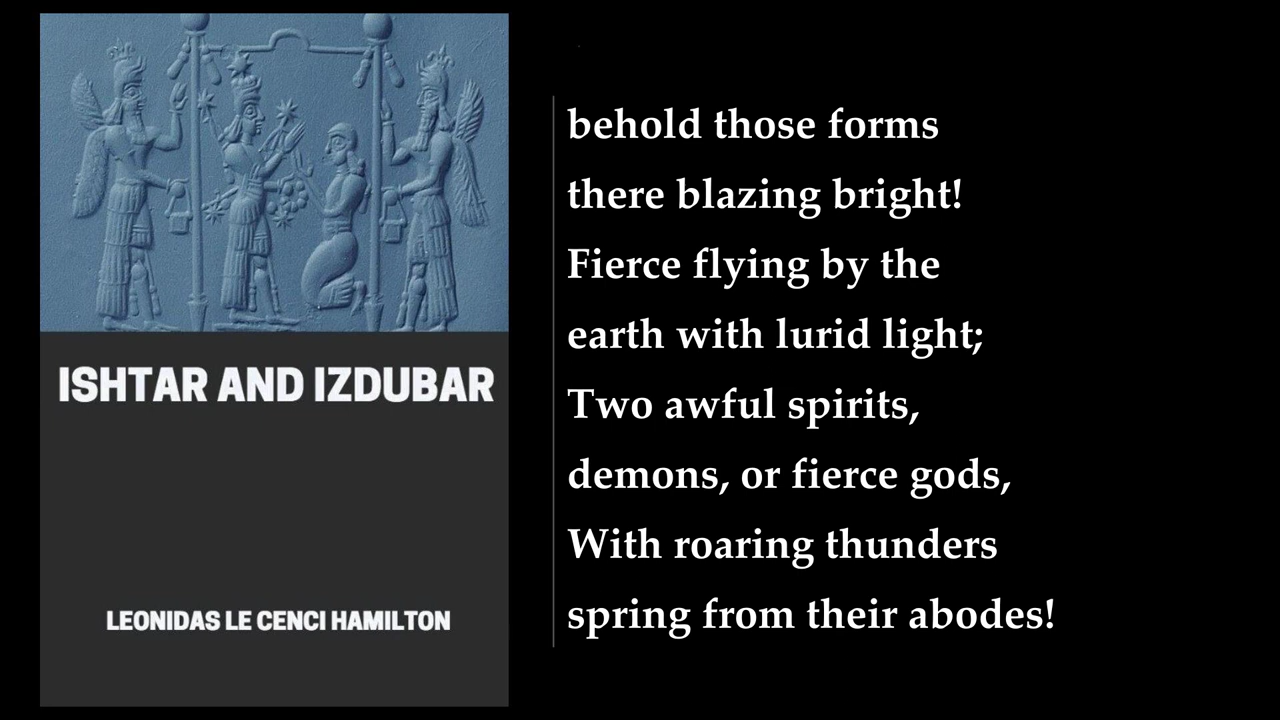 ISHTAR AND IZDUBAR
LEONIDAS LE CENCI HAMILTON
behold those forms
there blazing bright!
Fierce flying by the
earth with lurid light;
Two awful spirits,
demons, or fierce gods,
With roaring thunders
spring from their abodes!